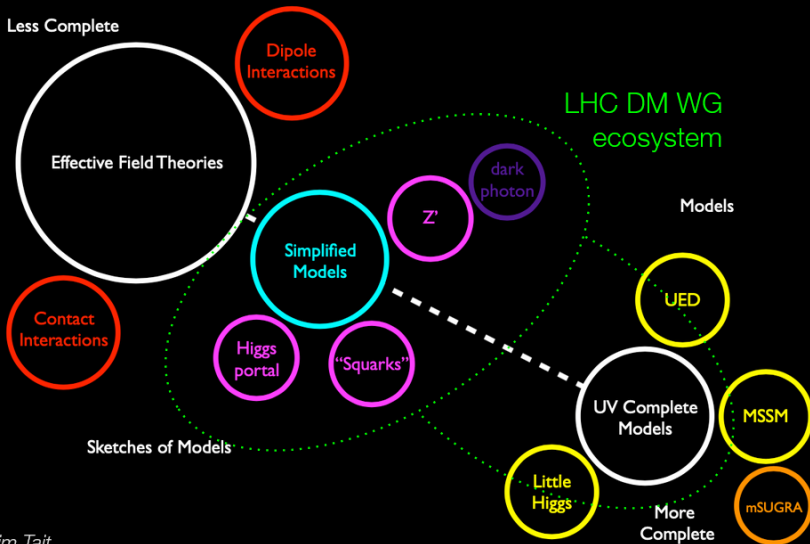 Less Complete
Dipole
Interactions
LHC DM WG
ecosystem
Effective Field Theories
dark
photon
Z’
Models
Simplified
Models
UED
Contact
Interactions
Higgs
portal
“Squarks”
UV Complete
Models
MSSM
Sketches of Models
Little
Higgs
mSUGRA
More
Complete
Tait